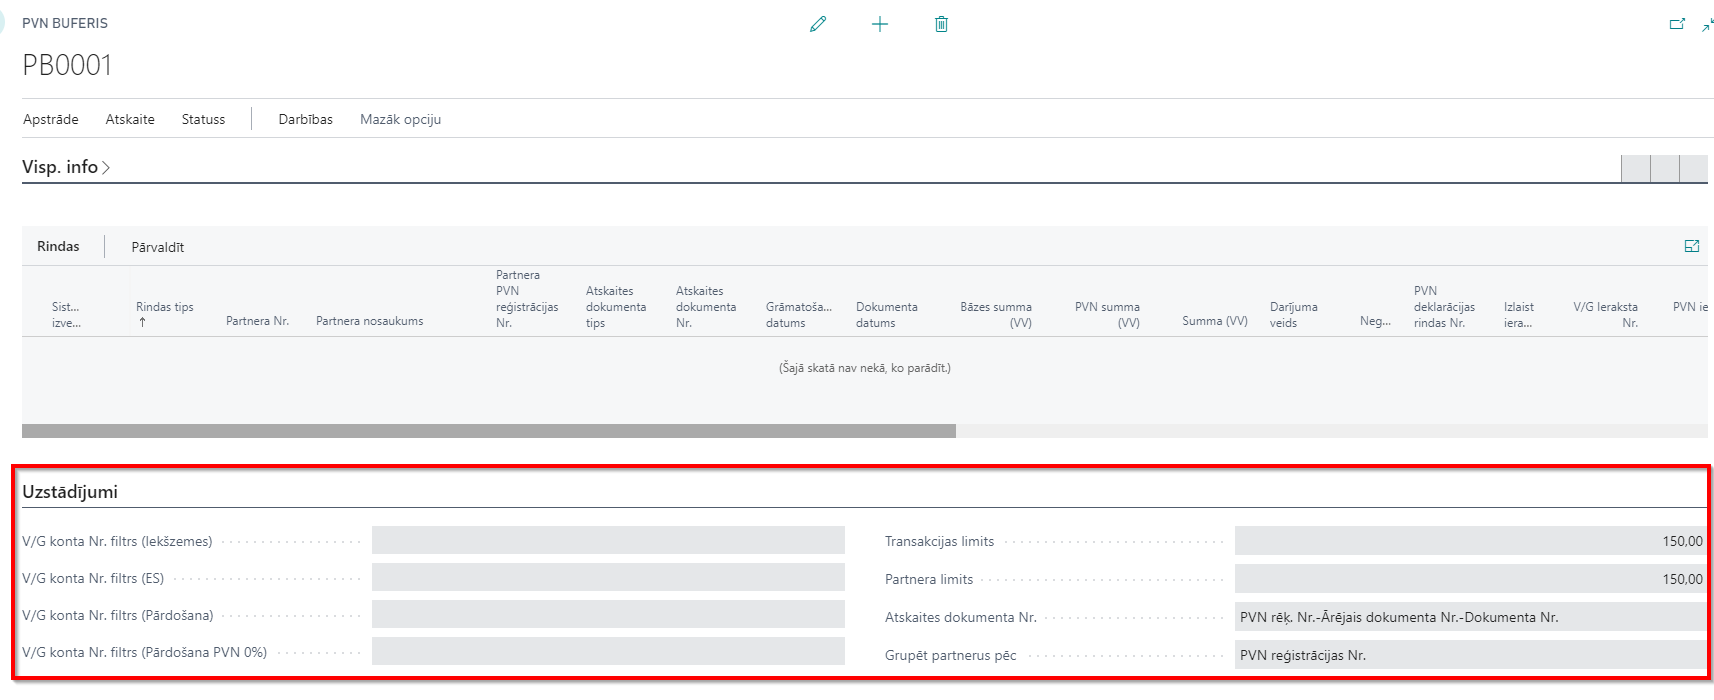 PVN BUFERIS
PB0001
Apstrāde Atskaite Statuss Darbības Mazāk opciju
Visp. info
Rindas Pārvaldīt
Sist... izve...
Rindas tips ↑
Partnera Nr.
Partnera nosaukums
Partnera PVN reģistrācijas Nr.
Atskaites dokumenta tips
Atskaites dokumenta Nr.
Grāmatoša... datums
Dokumenta datums
Bāzes summa (VV)
PVN summa (VV)
Summa (VV)
Darījuma veids
Neg...
PVN deklarācijas rindas Nr.
Izlaist iera...
V/G Ieraksta Nr.
PVN ie
(Šajā skatā nav nekā, ko parādīt.)
Uzstādījumi
V/G konta Nr. filtrs (Iekšzemes)
V/G konta Nr. filtrs (ES)
V/G konta Nr. filtrs (Pārdošana)
V/G konta Nr. filtrs (Pārdošana PVN 0%)
Transakcijas limits 150,00
Partnera limits 150,00
Atskaites dokumenta Nr. PVN rēķ. Nr.-Ārējais dokumenta Nr.-Dokumenta Nr.
Grupēt partnerus pēc PVN reģistrācijas Nr.